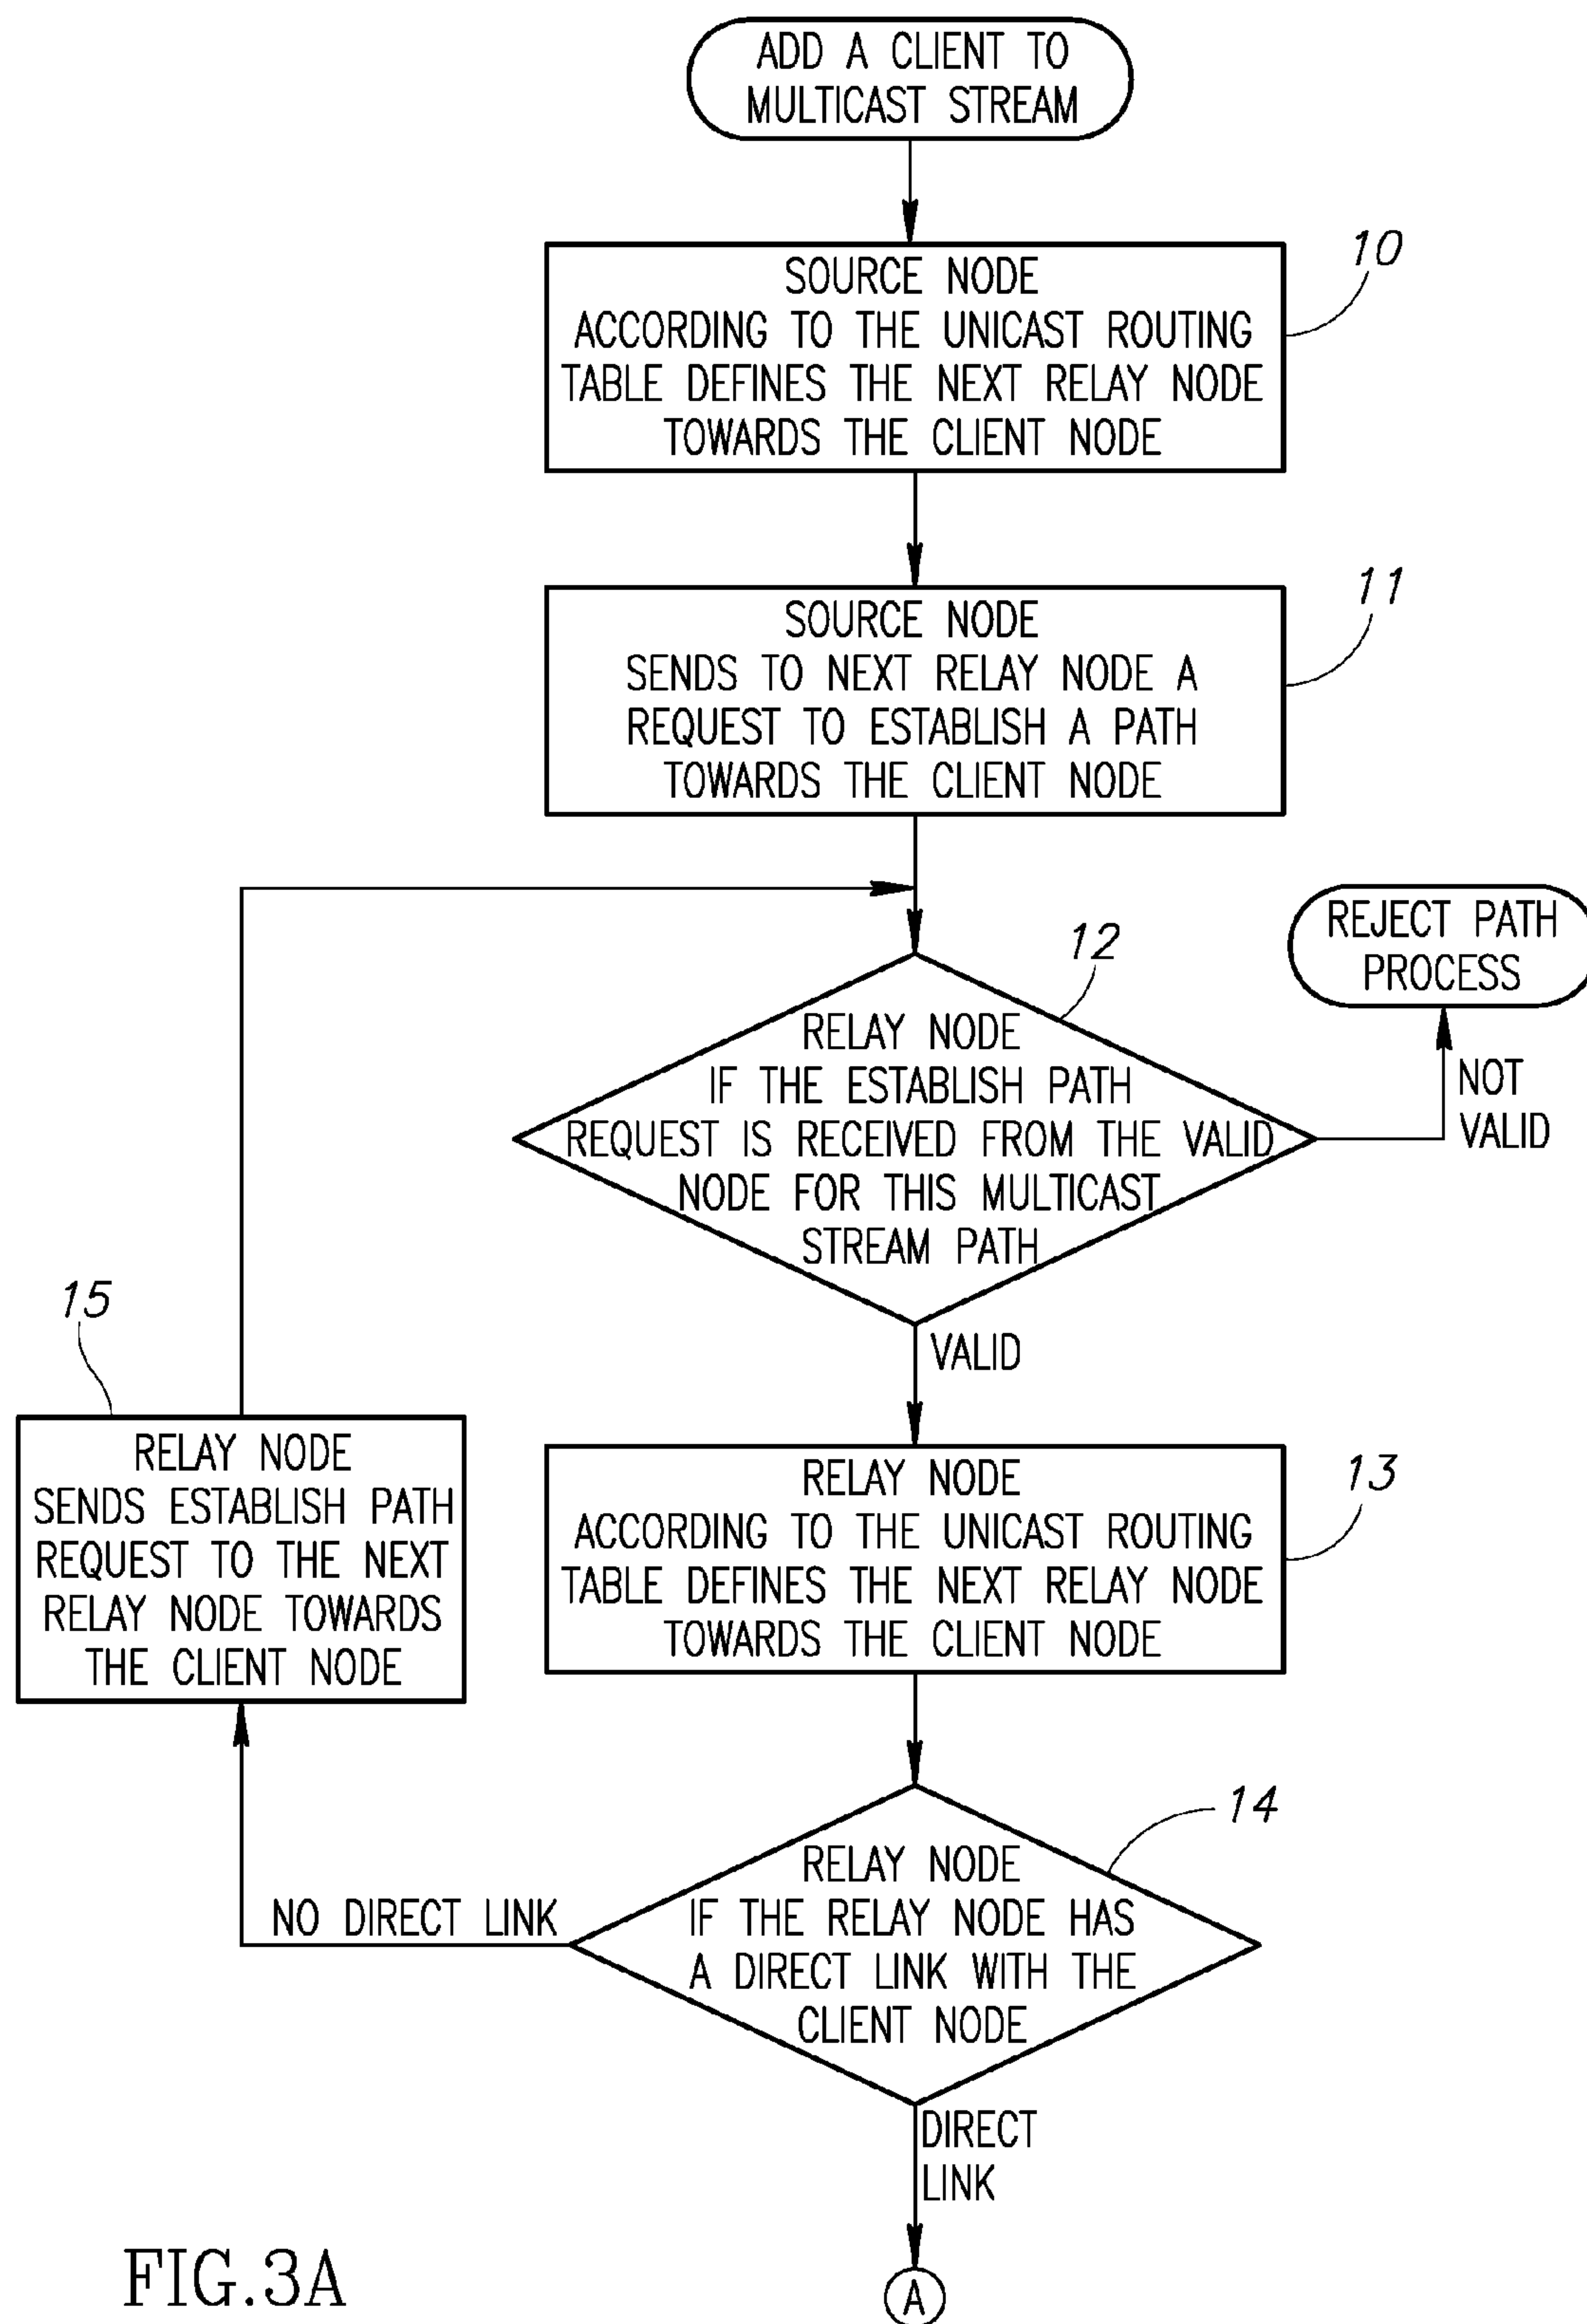 ADD A CLIENT TO
MULTICAST STREAM
10
SOURCE NODE
ACCORDING TO THE UNICAST ROUTING
TABLE DEFINES THE NEXT RELAY NODE
TOWARDS THE CLIENT NODE
11
SOURCE NODE
SENDS TO NEXT RELAY NODE A
REQUEST TO ESTABLISH A PATH
TOWARDS THE CLIENT NODE
12
RELAY NODE
IF THE ESTABLISH PATH
REQUEST IS RECEIVED FROM THE VALID
NODE FOR THIS MULTICAST
STREAM PATH
REJECT PATH
PROCESS
NOT
VALID
VALID
13
RELAY NODE
ACCORDING TO THE UNICAST ROUTING
TABLE DEFINES THE NEXT RELAY NODE
TOWARDS THE CLIENT NODE
14
RELAY NODE
IF THE RELAY NODE HAS
A DIRECT LINK WITH THE
CLIENT NODE
NO DIRECT LINK
15
RELAY NODE
SENDS ESTABLISH PATH
REQUEST TO THE NEXT
RELAY NODE TOWARDS
THE CLIENT NODE
DIRECT
LINK
A
FIG.3A